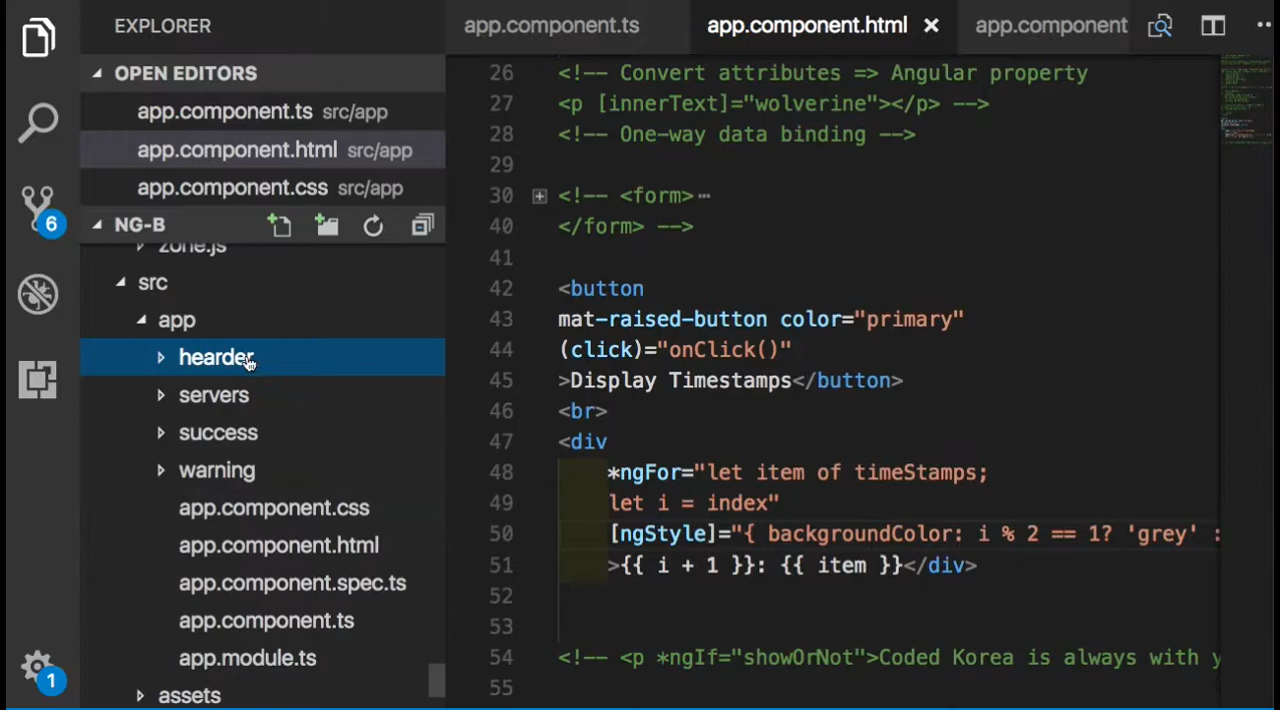 EXPLORER
OPEN EDITORS
app.component.ts src/app
app.component.html src/app
app.component.css src/app
6
NG-B
zone.js
src
app
hearder
servers
success
warning
app.component.css
app.component.html
app.component.spec.ts
app.component.ts
app.module.ts
assets
1
app.component.ts app.component.html app.component
26 <!-- Convert attributes => Angular property
27 <p [innerText]="wolverine"></p> -->
28 <!-- One-way data binding -->
29
30 <!-- <form>⋯
40 </form> -->
41
42 <button
43 mat-raised-button color="primary"
44 (click)="onClick()"
45 >Display Timestamps</button>
46 <br>
47 <div
48 *ngFor="let item of timeStamps;
49 let i = index"
50 [ngStyle]="{ backgroundColor: i % 2 == 1? 'grey' :
51 >{{ i + 1 }}: {{ item }}</div>
52
53
54 <!-- <p *ngIf="showOrNot">Coded Korea is always with y
55